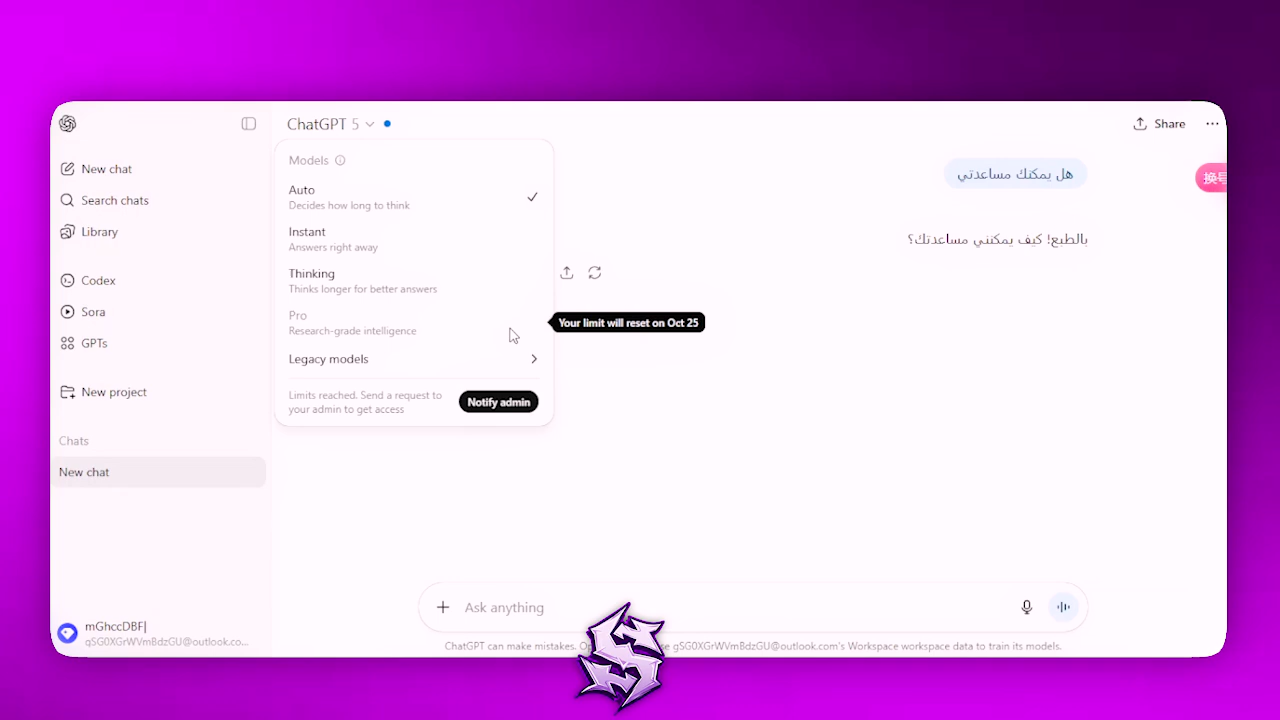 ChatGPT 5
Share
New chat
Search chats
Library
Codex
Sora
GPTs
New project
Chats
New chat
mGhccDBF|
qSG0XGrWVmBdzGU@outlook.co...
Models
Auto
Decides how long to think
Instant
Answers right away
Thinking
Thinks longer for better answers
Pro
Research-grade intelligence
Your limit will reset on Oct 25
Legacy models
Limits reached. Send a request to
your admin to get access
Notify admin
هل يمكنك مساعدتي
换号
بالطبع! كيف يمكنني مساعدتك؟
Ask anything
ChatGPT can make mistakes. gSG0XGrWVmBdzGU@outlook.com's Workspace workspace data to train its models.